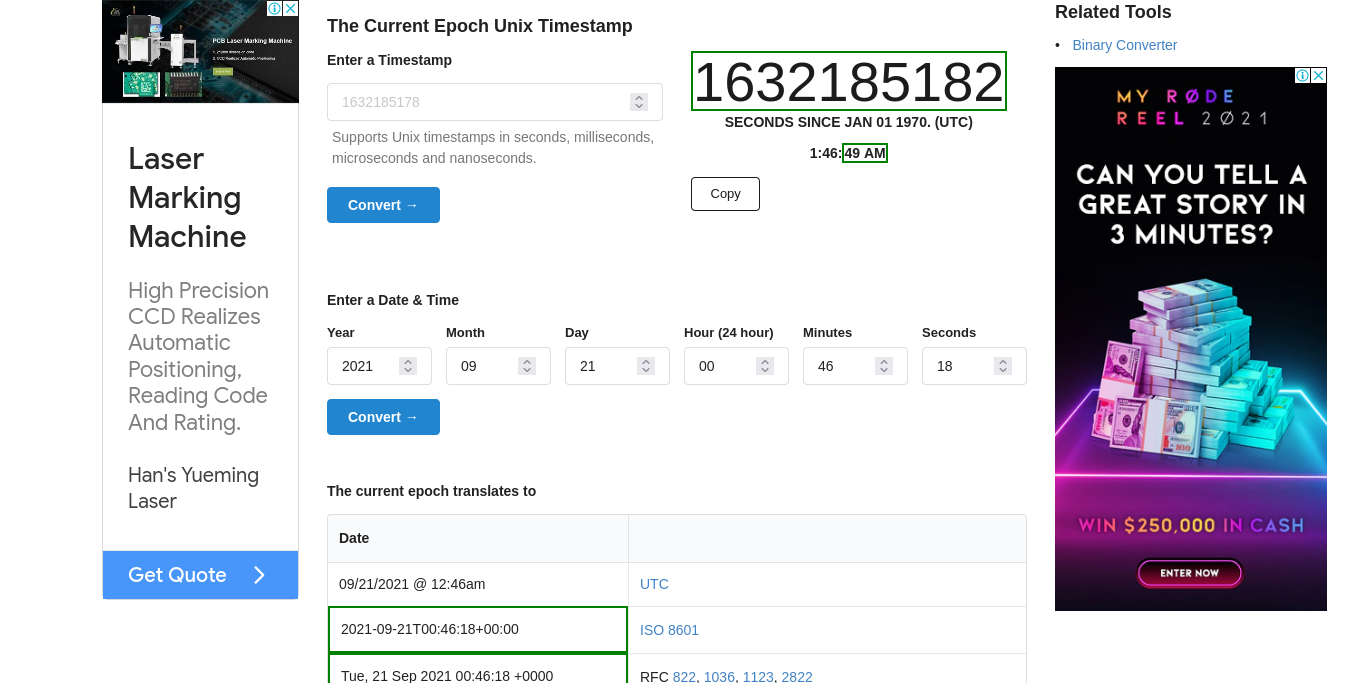 PCB Laser Marking Machine
Get Quote
Laser
Marking
Machine
High Precision
CCD Realizes
Automatic
Positioning,
Reading Code
And Rating.
Han's Yueming
Laser
Get Quote
The Current Epoch Unix Timestamp
Enter a Timestamp
1632185178
Supports Unix timestamps in seconds, milliseconds,
microseconds and nanoseconds.
Convert →
1632185182
SECONDS SINCE JAN 01 1970. (UTC)
1:46:49 AM
Copy
Enter a Date & Time
Year Month Day Hour (24 hour) Minutes Seconds
2021 09 21 00 46 18
Convert →
The current epoch translates to
Date
09/21/2021 @ 12:46am UTC
2021-09-21T00:46:18+00:00 ISO 8601
Tue, 21 Sep 2021 00:46:18 +0000 RFC 822, 1036, 1123, 2822
Related Tools
• Binary Converter
MY RØDE
REEL 2021
CAN YOU TELL A
GREAT STORY IN
3 MINUTES?
WIN $250,000 IN CASH
ENTER NOW